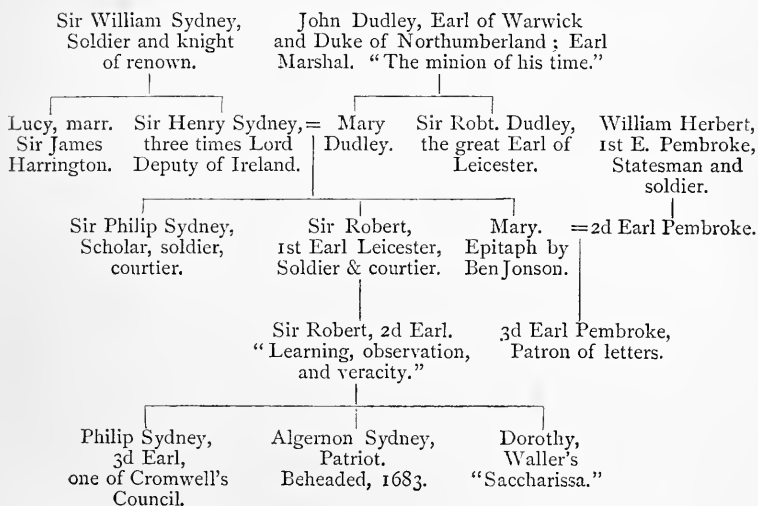 Sir William Sydney,
Soldier and knight
of renown.
John Dudley, Earl of Warwick
and Duke of Northumberland ; Earl
Marshal. “The minion of his time.”
Lucy, marr.
Sir James
Harrington.
Sir Henry Sydney,
three times Lord
Deputy of Ireland.
=
Mary
Dudley.
Sir Robt. Dudley,
the great Earl of
Leicester.
William Herbert,
1st E. Pembroke,
Statesman and
soldier.
Sir Philip Sydney,
Scholar, soldier,
courtier.
Sir Robert,
1st Earl Leicester,
Soldier & courtier.
Mary.
Epitaph by
Ben Jonson.
=2d Earl Pembroke.
Sir Robert, 2d Earl.
“Learning, observation,
and veracity.”
3d Earl Pembroke,
Patron of letters.
Philip Sydney,
3d Earl,
one of Cromwell's
Council.
Algernon Sydney,
Patriot.
Beheaded, 1683.
Dorothy,
Waller's
“Saccharissa.”